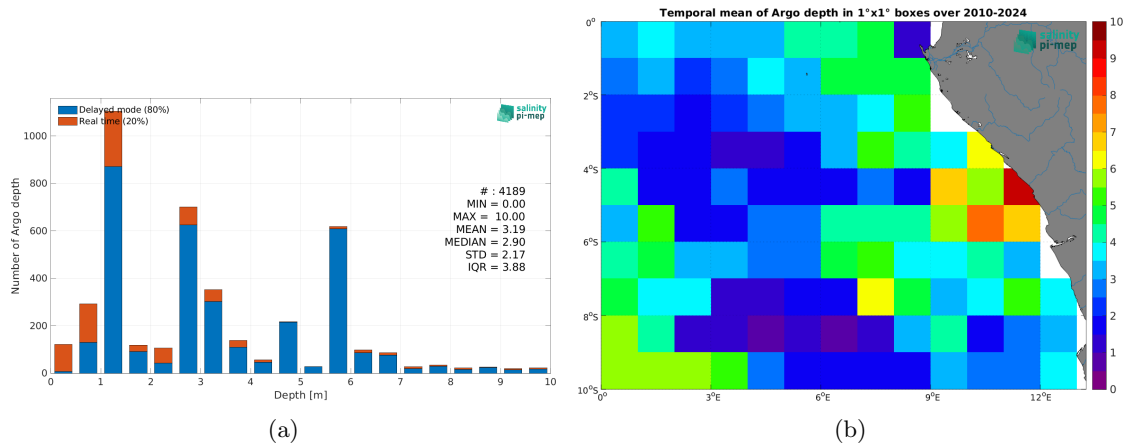 Delayed mode (80%)
Real time (20%)
salinity
pi-mep
Number of Argo depth
1000
800
600
400
200
0
# : 4189
MIN = 0.00
MAX = 10.00
MEAN = 3.19
MEDIAN = 2.90
STD = 2.17
IQR = 3.88
0 1 2 3 4 5 6 7 8 9 10
Depth [m]
(a)
Temporal mean of Argo depth in 1°x1° boxes over 2010-2024
salinity
pi-mep
0°
2°S
4°S
6°S
8°S
10°S
0° 3°E 6°E 9°E 12°E
10
9
8
7
6
5
4
3
2
1
0
(b)